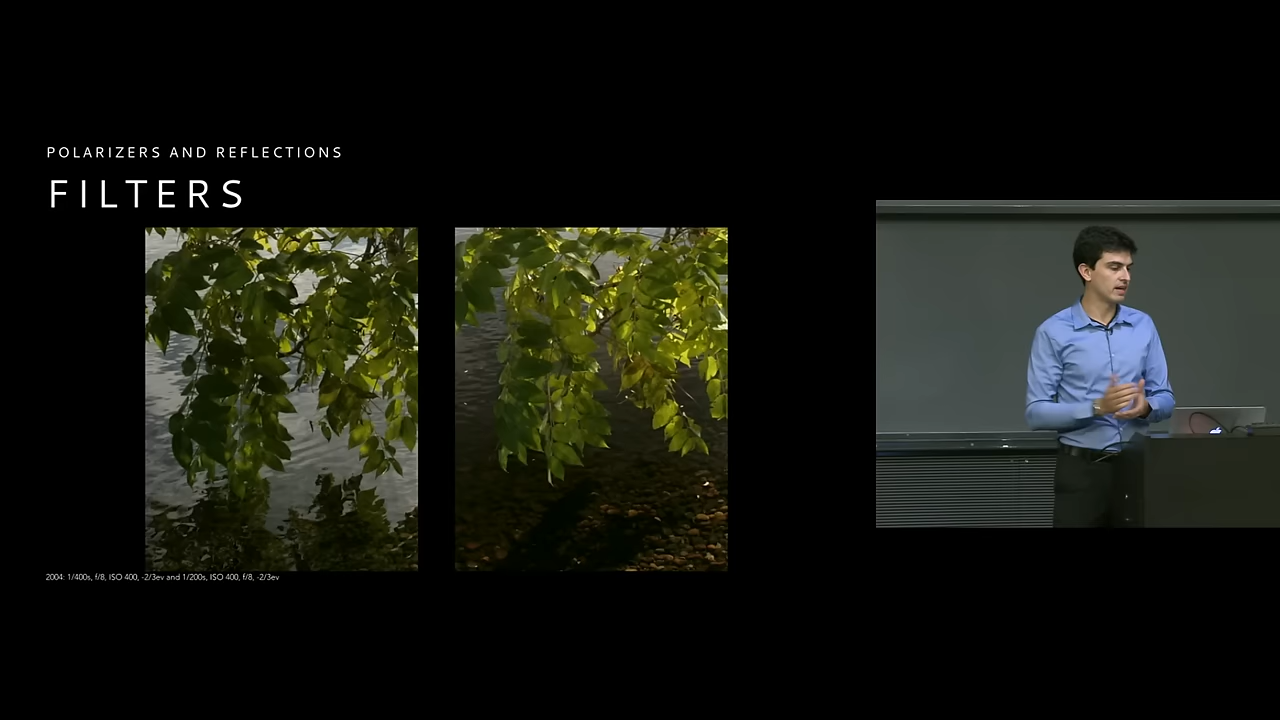 POLARIZERS AND REFLECTIONS
FILTERS
2004: 1/400s, f/8, ISO 400, -2/3ev and 1/200s, ISO 400, f/8, -2/3ev